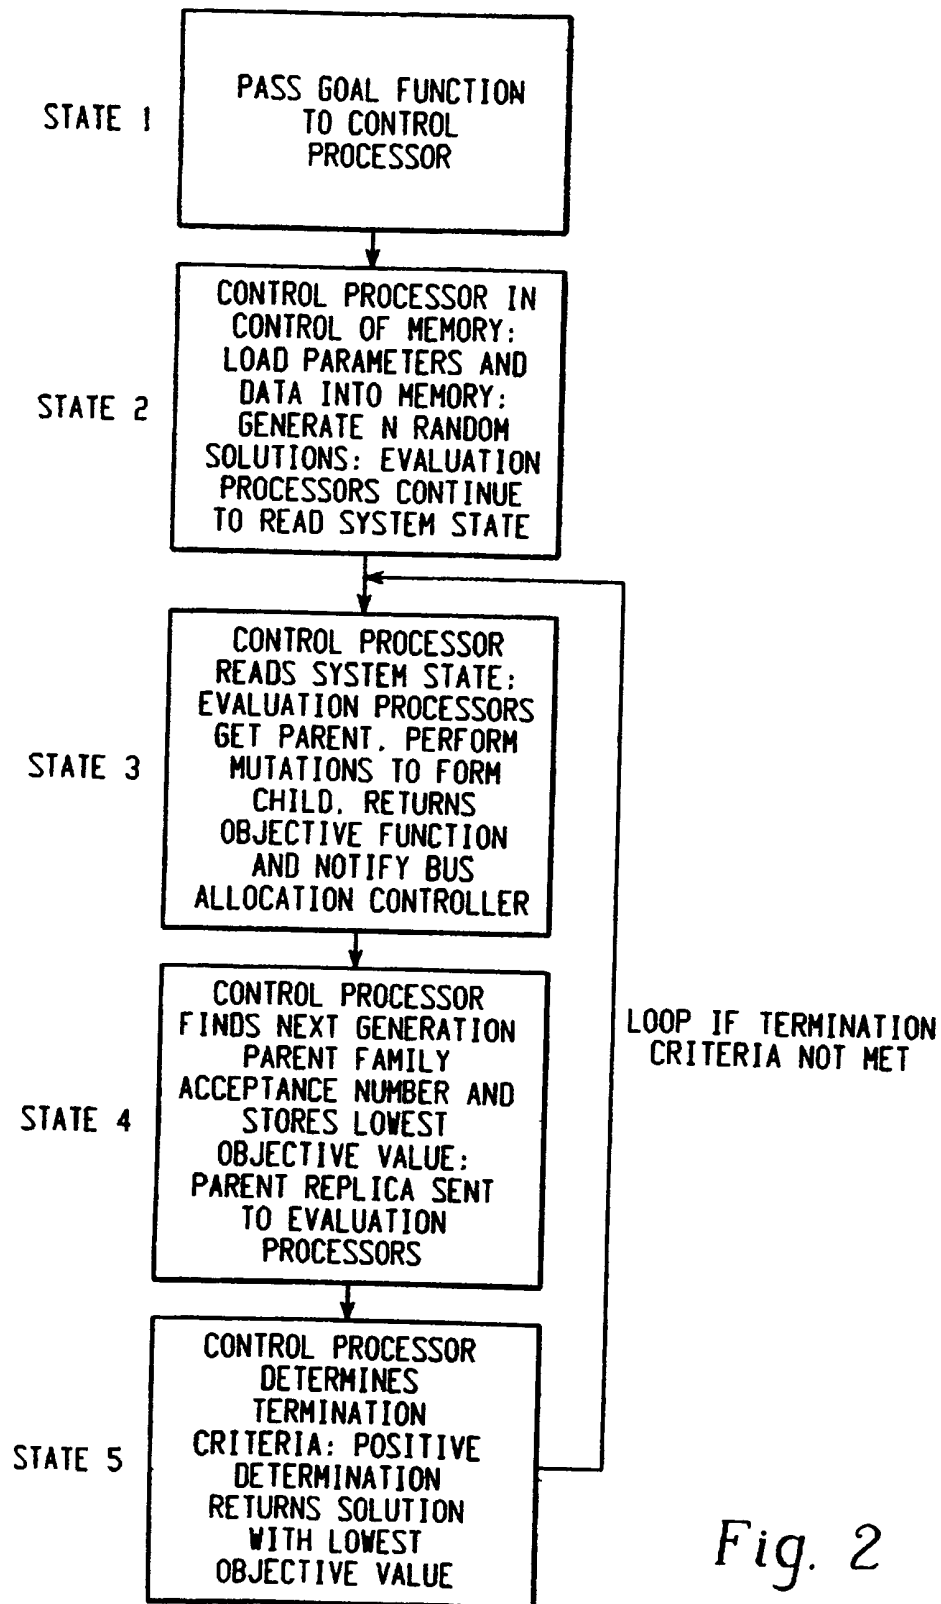 STATE 1
PASS GOAL FUNCTION
TO CONTROL
PROCESSOR
STATE 2
CONTROL PROCESSOR IN
CONTROL OF MEMORY:
LOAD PARAMETERS AND
DATA INTO MEMORY:
GENERATE N RANDOM
SOLUTIONS: EVALUATION
PROCESSORS CONTINUE
TO READ SYSTEM STATE
STATE 3
CONTROL PROCESSOR
READS SYSTEM STATE:
EVALUATION PROCESSORS
GET PARENT. PERFORM
MUTATIONS TO FORM
CHILD. RETURNS
OBJECTIVE FUNCTION
AND NOTIFY BUS
ALLOCATION CONTROLLER
STATE 4
CONTROL PROCESSOR
FINDS NEXT GENERATION
PARENT FAMILY
ACCEPTANCE NUMBER AND
STORES LOWEST
OBJECTIVE VALUE:
PARENT REPLICA SENT
TO EVALUATION
PROCESSORS
LOOP IF TERMINATION
CRITERIA NOT MET
STATE 5
CONTROL PROCESSOR
DETERMINES
TERMINATION
CRITERIA: POSITIVE
DETERMINATION
RETURNS SOLUTION
WITH LOWEST
OBJECTIVE VALUE
Fig. 2